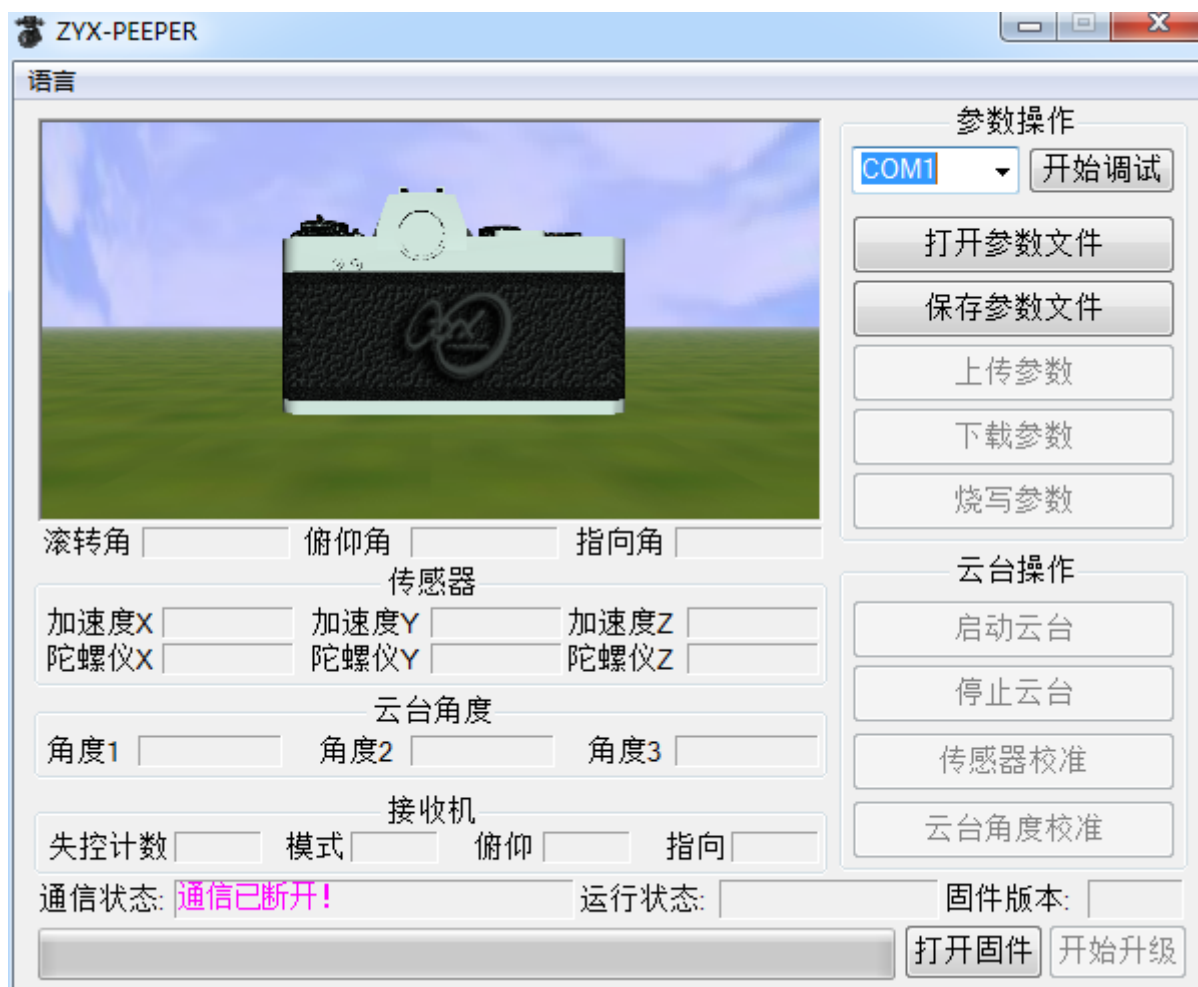 ZYX-PEEPER
语言
参数操作
COM1 开始调试
打开参数文件
保存参数文件
上传参数
下载参数
烧写参数
滚转角 俯仰角 指向角
传感器
加速度X 加速度Y 加速度Z
陀螺仪X 陀螺仪Y 陀螺仪Z
云台角度
角度1 角度2 角度3
接收机
失控计数 模式 俯仰 指向
云台操作
启动云台
停止云台
传感器校准
云台角度校准
通信状态: 通信已断开! 运行状态: 固件版本:
打开固件 开始升级